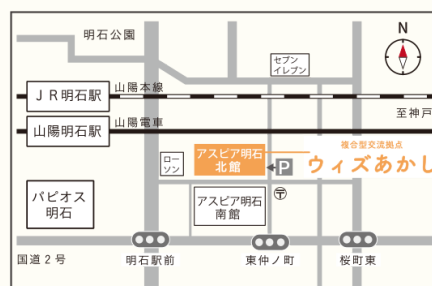 明石公園
N
セブン
イレブン
山陽本線
JR明石駅
至神戸
山陽電車
山陽明石駅
複合型交流拠点
ウィズあかし
ロー
ソン
アスピア明石
北館
P
パピオス
明石
アスピア明石
南館
〒
国道2号
明石駅前
東仲ノ町
桜町東